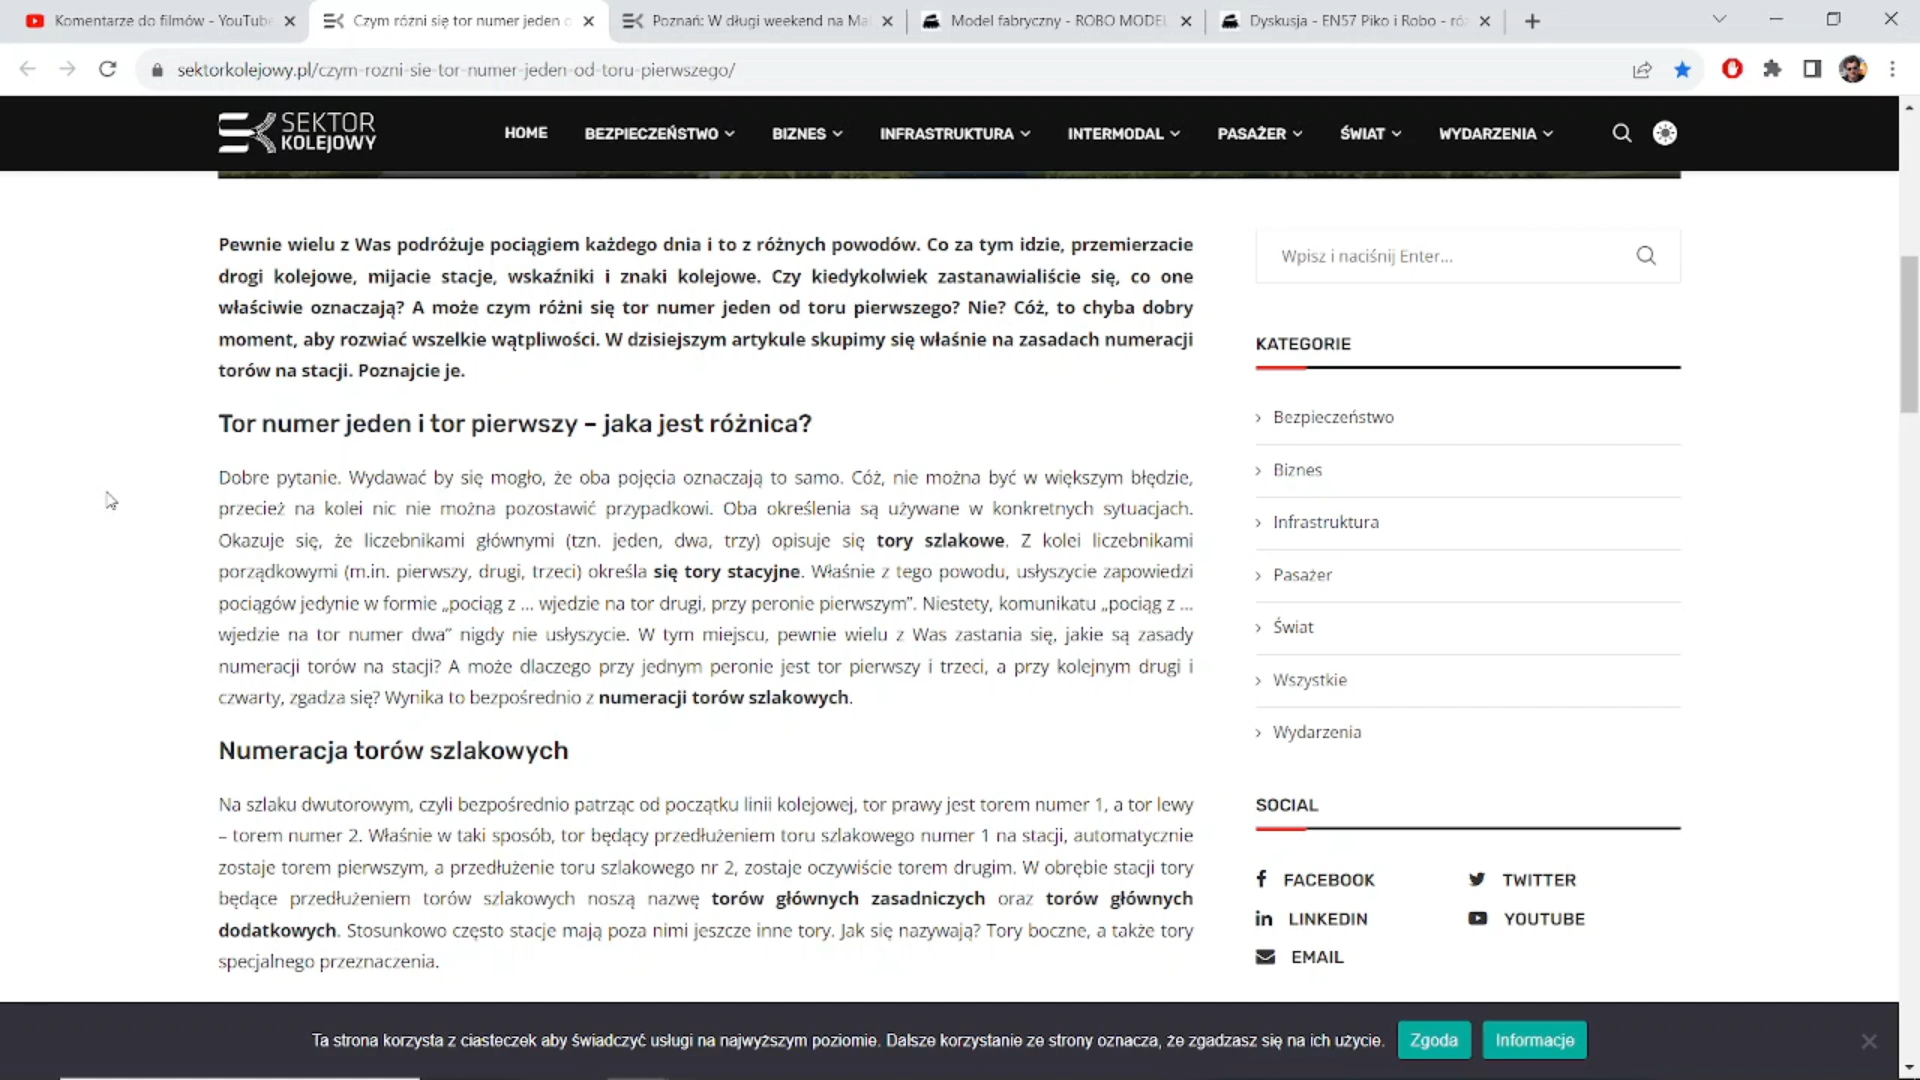 Komentarze do filmów - YouTube
Czym różni się tor numer jeden o
Poznań: W długi weekend na Mal
Model fabryczny - ROBO MODEL
Dyskusja - EN57 Piko i Robo - róż
sektorkolejowy.pl/czym-rozni-sie-tor-numer-jeden-od-toru-pierwszego/
SEKTOR
KOLEJOWY
HOME
BEZPIECZEŃSTWO
BIZNES
INFRASTRUKTURA
INTERMODAL
PASAŻER
ŚWIAT
WYDARZENIA
Pewnie wielu z Was podróżuje pociągiem każdego dnia i to z różnych powodów. Co za tym idzie, przemierzacie
drogi kolejowe, mijacie stacje, wskaźniki i znaki kolejowe. Czy kiedykolwiek zastanawialiście się, co one
właściwie oznaczają? A może czym różni się tor numer jeden od toru pierwszego? Nie? Cóż, to chyba dobry
moment, aby rozwiać wszelkie wątpliwości. W dzisiejszym artykule skupimy się właśnie na zasadach numeracji
torów na stacji. Poznajcie je.
Tor numer jeden i tor pierwszy – jaka jest różnica?
Dobre pytanie. Wydawać by się mogło, że oba pojęcia oznaczają to samo. Cóż, nie można być w większym błędzie,
przecież na kolei nic nie można pozostawić przypadkowi. Oba określenia są używane w konkretnych sytuacjach.
Okazuje się, że liczebnikami głównymi (tzn. jeden, dwa, trzy) opisuje się tory szlakowe. Z kolei liczebnikami
porządkowymi (m.in. pierwszy, drugi, trzeci) określa się tory stacyjne. Właśnie z tego powodu, usłyszycie zapowiedzi
pociągów jedynie w formie „pociąg z ... wjedzie na tor drugi, przy peronie pierwszym”. Niestety, komunikatu „pociąg z ...
wjedzie na tor numer dwa” nigdy nie usłyszycie. W tym miejscu, pewnie wielu z Was zastania się, jakie są zasady
numeracji torów na stacji? A może dlaczego przy jednym peronie jest tor pierwszy i trzeci, a przy kolejnym drugi i
czwarty, zgadza się? Wynika to bezpośrednio z numeracji torów szlakowych.
Numeracja torów szlakowych
Na szlaku dwutorowym, czyli bezpośrednio patrząc od początku linii kolejowej, tor prawy jest torem numer 1, a tor lewy
– torem numer 2. Właśnie w taki sposób, tor będący przedłużeniem toru szlakowego numer 1 na stacji, automatycznie
zostaje torem pierwszym, a przedłużenie toru szlakowego nr 2, zostaje oczywiście torem drugim. W obrębie stacji tory
będące przedłużeniem torów szlakowych noszą nazwę torów głównych zasadniczych oraz torów głównych
dodatkowych. Stosunkowo często stacje mają poza nimi jeszcze inne tory. Jak się nazywają? Tory boczne, a także tory
specjalnego przeznaczenia.
Wpisz i naciśnij Enter...
KATEGORIE
Bezpieczeństwo
Biznes
Infrastruktura
Pasażer
Świat
Wszystkie
Wydarzenia
SOCIAL
FACEBOOK
TWITTER
LINKEDIN
YOUTUBE
EMAIL
Ta strona korzysta z ciasteczek aby świadczyć usługi na najwyższym poziomie. Dalsze korzystanie ze strony oznacza, że zgadzasz się na ich użycie.
Zgoda
Informacje